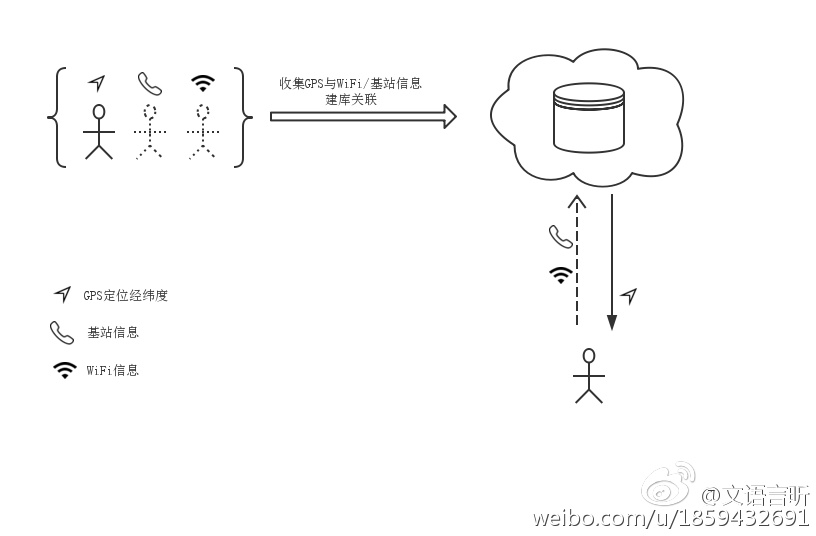 收集GPS与WiFi/基站信息
建库关联
GPS定位经纬度
基站信息
WiFi信息
@文语言昕
weibo.com/u/1859432691